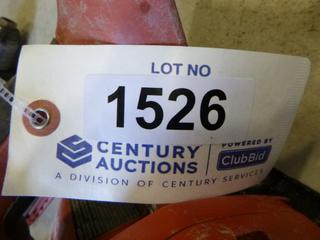 LOT NO
1526
CENTURY AUCTIONS
POWERED BY
ClubBid
A DIVISION OF CENTURY SERVICES